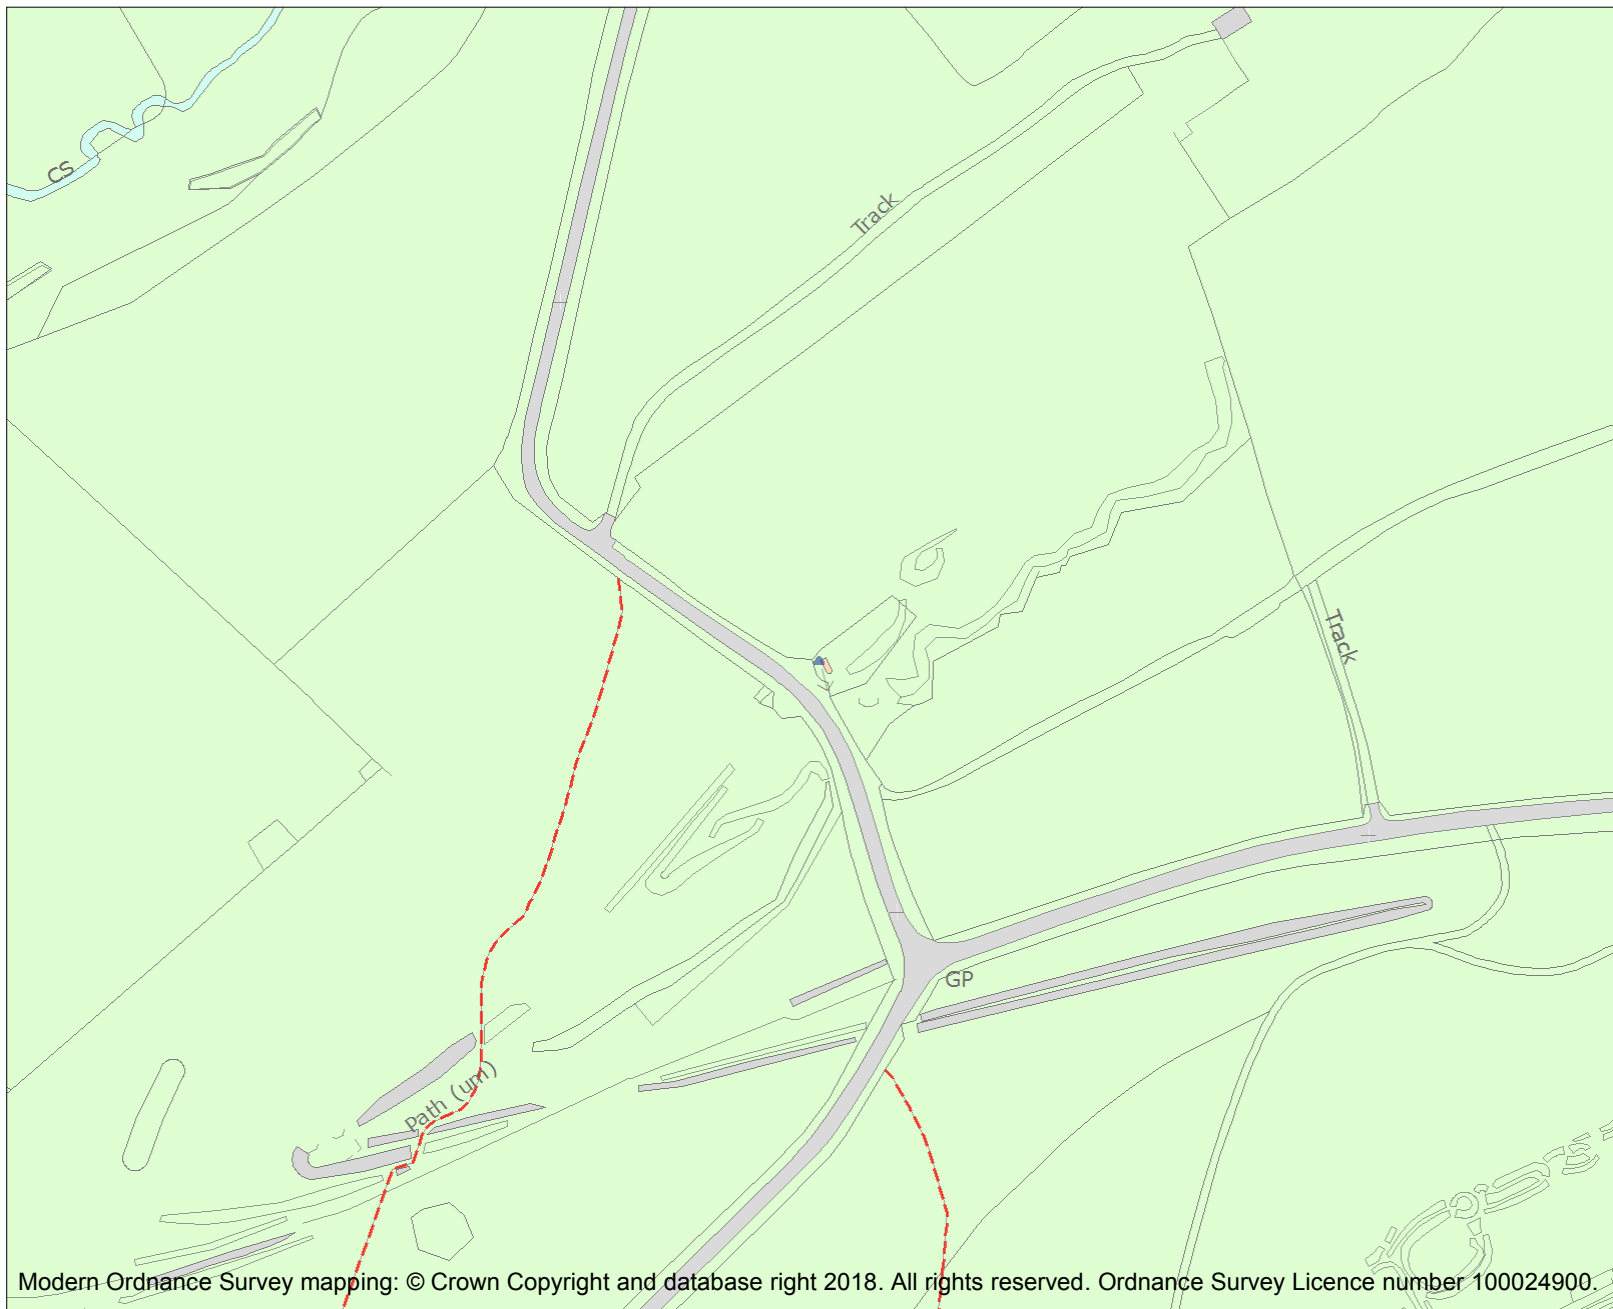 CS
Track
Track
GP
Path (um)
Modern Ordnance Survey mapping: © Crown Copyright and database right 2018. All rights reserved. Ordnance Survey Licence number 100024900.